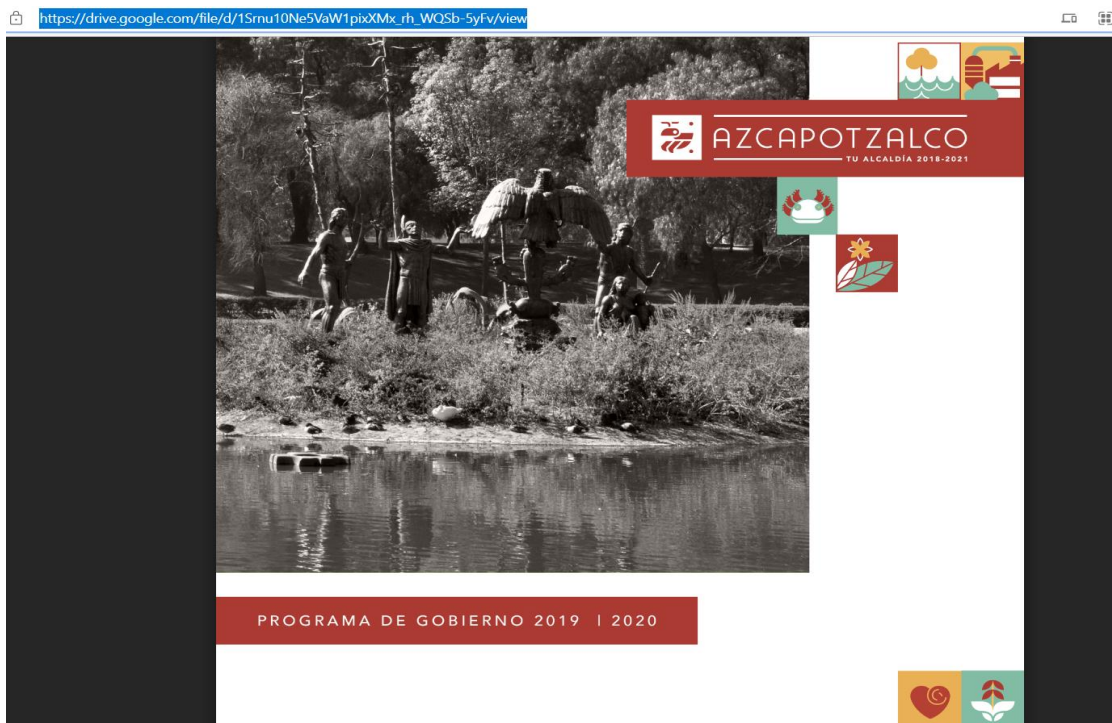 https://drive.google.com/file/d/1Srnu10Ne5VaW1pixXMx_rh_WQSb-5yFv/view
AZCAPOTZALCO
TU ALCALDÍA 2018-2021
PROGRAMA DE GOBIERNO 2019 | 2020